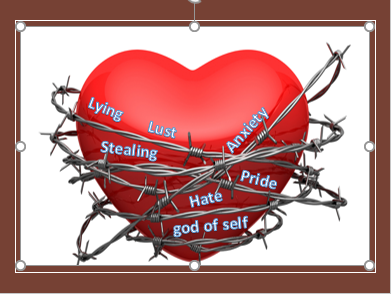 Lying
Lust
Anxiety
Stealing
Pride
Hate
god of self